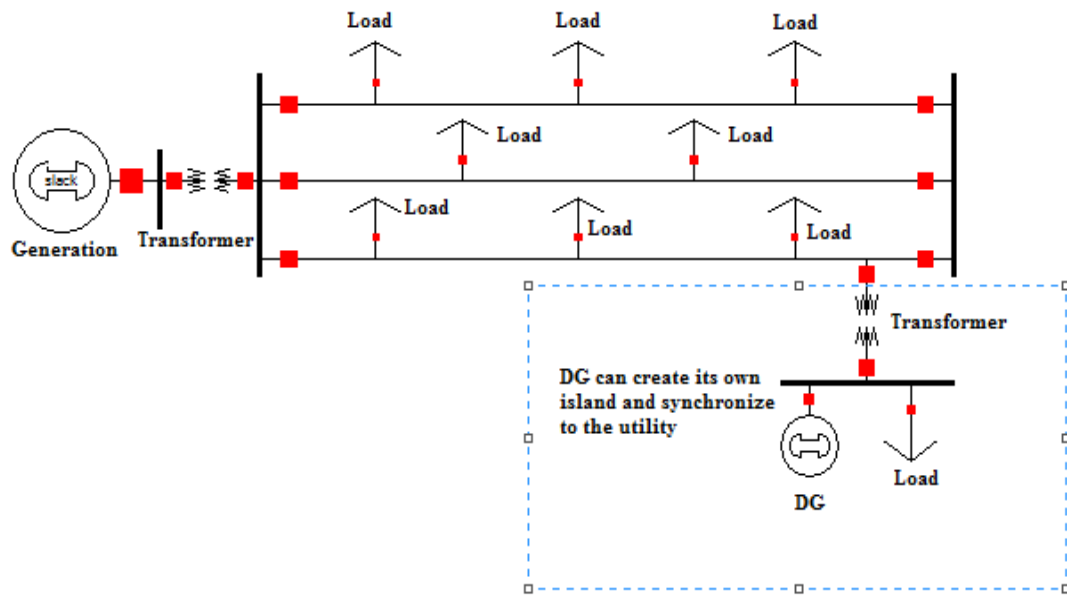 Load
Load
Load
Load
Load
slack
Load
Load
Load
Generation
Transformer
Transformer
DG can create its own
island and synchronize
to the utility
Load
DG